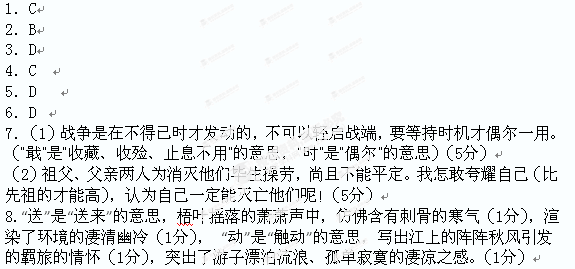 1. C
2. B
3. D
4. C
5. D
6. D
7.（1）战争是在不得已时才发动的，不可以轻启战端，要等待时机才偶尔一用。
（“戢”是“收藏、收殓、止息不用”的意思，“时”是“偶尔”的意思）（5分）
（2）祖父、父亲两人为消灭他们毕生操劳，尚且不能平定。我怎敢夸耀自己（比
先祖的才能高），认为自己一定能灭亡他们呢！（5分）
8.“送”是“送来”的意思，梧叶摇落的萧萧声中，仿佛含有刺骨的寒气（1分），渲
染了环境的凄清幽冷（1分），“动”是“触动”的意思，写出江上的阵阵秋风引发
的羁旅的情怀（1分），突出了游子漂泊流浪、孤单寂寞的凄凉之感。（1分）